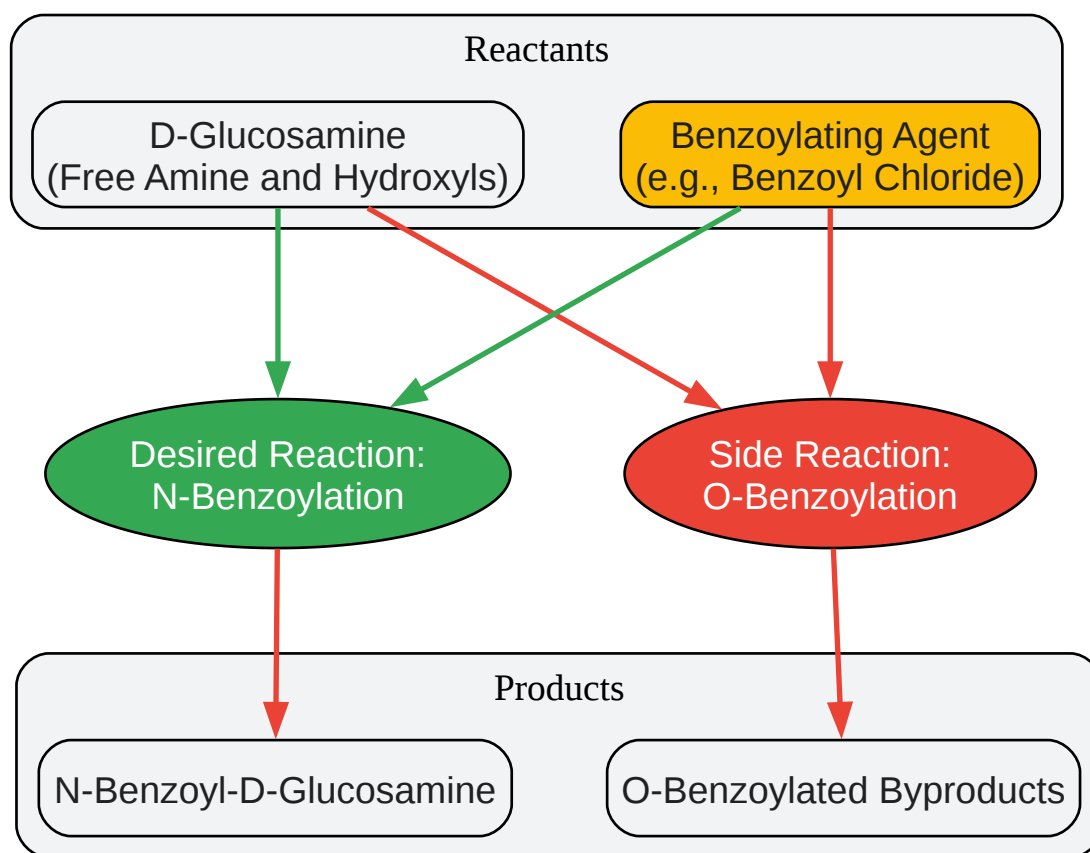 Reactants
D-Glucosamine
(Free Amine and Hydroxyls)
Benzoylating Agent
(e.g., Benzoyl Chloride)
Desired Reaction:
N-Benzoylation
Side Reaction:
O-Benzoylation
Products
N-Benzoyl-D-Glucosamine
O-Benzoylated Byproducts